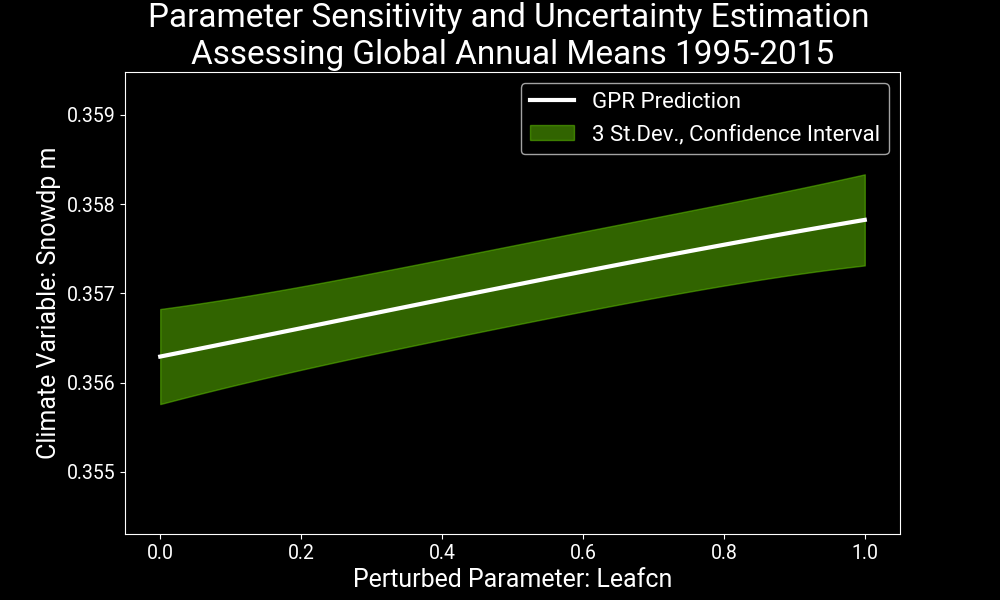 Parameter Sensitivity and Uncertainty Estimation
Assessing Global Annual Means 1995-2015
GPR Prediction
3 St.Dev., Confidence Interval
Climate Variable: Snowdp m
0.359
0.358
0.357
0.356
0.355
0.0 0.2 0.4 0.6 0.8 1.0
Perturbed Parameter: Leafcn